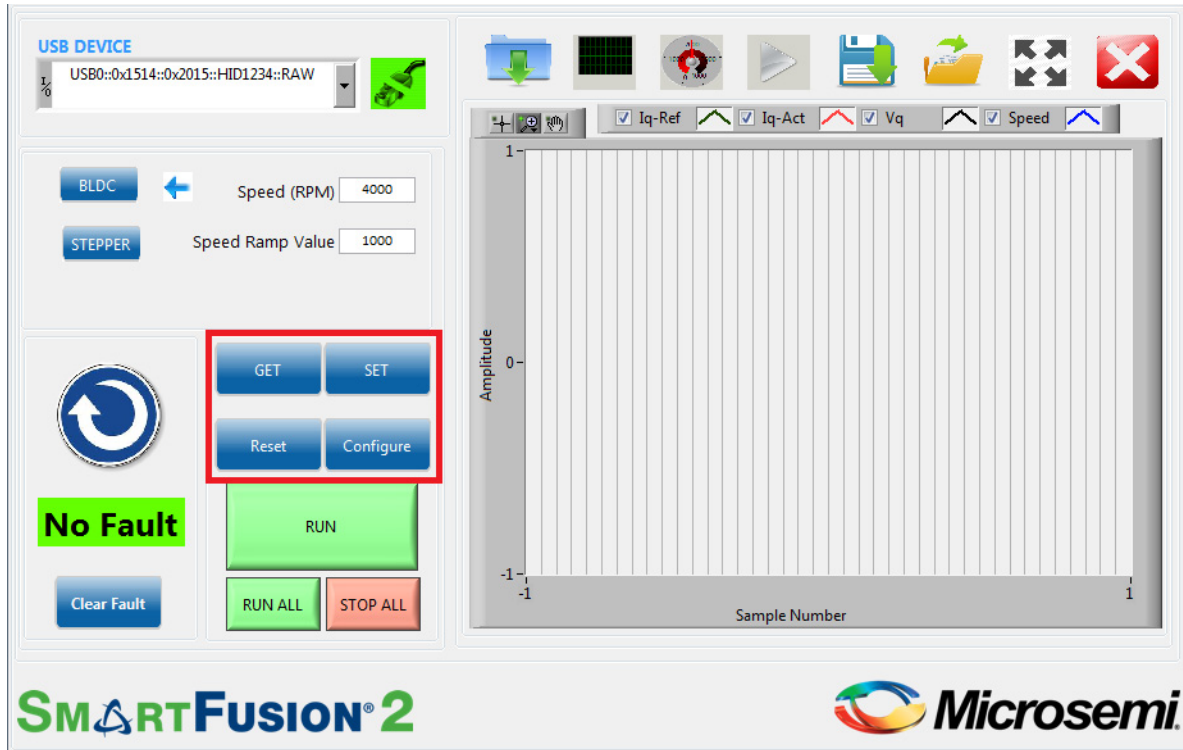 USB DEVICE
I/O
USB0::0x1514::0x2015::HID1234::RAW
BLDC
Speed (RPM) 4000
STEPPER
Speed Ramp Value 1000
GET SET
Reset Configure
No Fault
RUN
Clear Fault
RUN ALL STOP ALL
Iq-Ref Iq-Act Vq Speed
1
Amplitude
0
-1
-1 1
Sample Number
SMARTFUSION® 2
Microsemi.